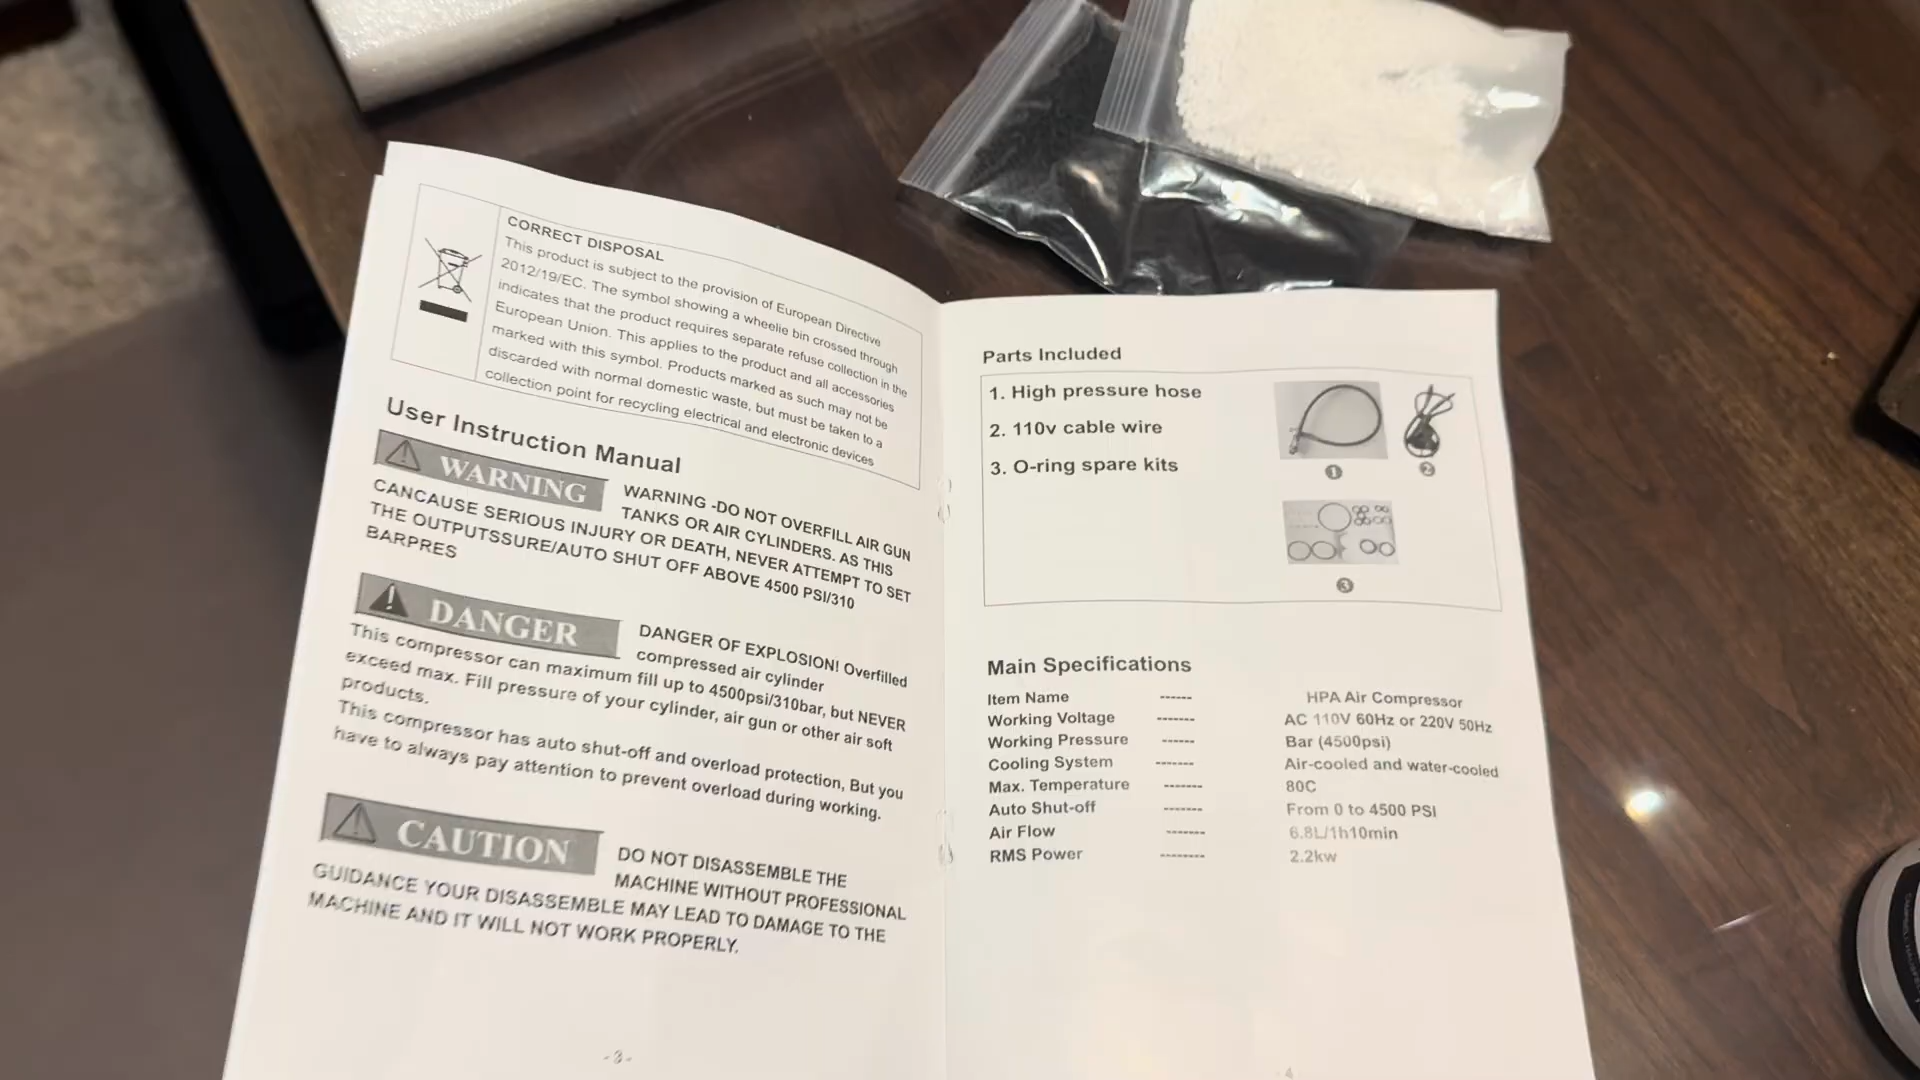 CORRECT DISPOSAL
This product is subject to the provision of European Directive
2012/19/EC. The symbol showing a wheelie bin crossed through
indicates that the product requires separate refuse collection in the
European Union. This applies to the product and all accessories
marked with this symbol. Products marked as such may not be
discarded with normal domestic waste, but must be taken to a
collection point for recycling electrical and electronic devices
User Instruction Manual
WARNING
WARNING -DO NOT OVERFILL AIR GUN
TANKS OR AIR CYLINDERS. AS THIS
CANCAUSE SERIOUS INJURY OR DEATH, NEVER ATTEMPT TO SET
THE OUTPUTSSURE/AUTO SHUT OFF ABOVE 4500 PSI/310
BARPRES
DANGER
DANGER OF EXPLOSION! Overfilled
compressed air cylinder
This compressor can maximum fill up to 4500psi/310bar, but NEVER
exceed max. Fill pressure of your cylinder, air gun or other air soft
products.
This compressor has auto shut-off and overload protection, But you
have to always pay attention to prevent overload during working.
CAUTION
DO NOT DISASSEMBLE THE
MACHINE WITHOUT PROFESSIONAL
GUIDANCE YOUR DISASSEMBLE MAY LEAD TO DAMAGE TO THE
MACHINE AND IT WILL NOT WORK PROPERLY.
-3-
Parts Included
1. High pressure hose
2. 110v cable wire
3. O-ring spare kits
1
2
3
Main Specifications
Item Name ------ HPA Air Compressor
Working Voltage ------- AC 110V 60Hz or 220V 50Hz
Working Pressure ------ Bar (4500psi)
Cooling System ------- Air-cooled and water-cooled
Max. Temperature ------- 80C
Auto Shut-off ------- From 0 to 4500 PSI
Air Flow ------- 6.8L/1h10min
RMS Power -------- 2.2kw
4